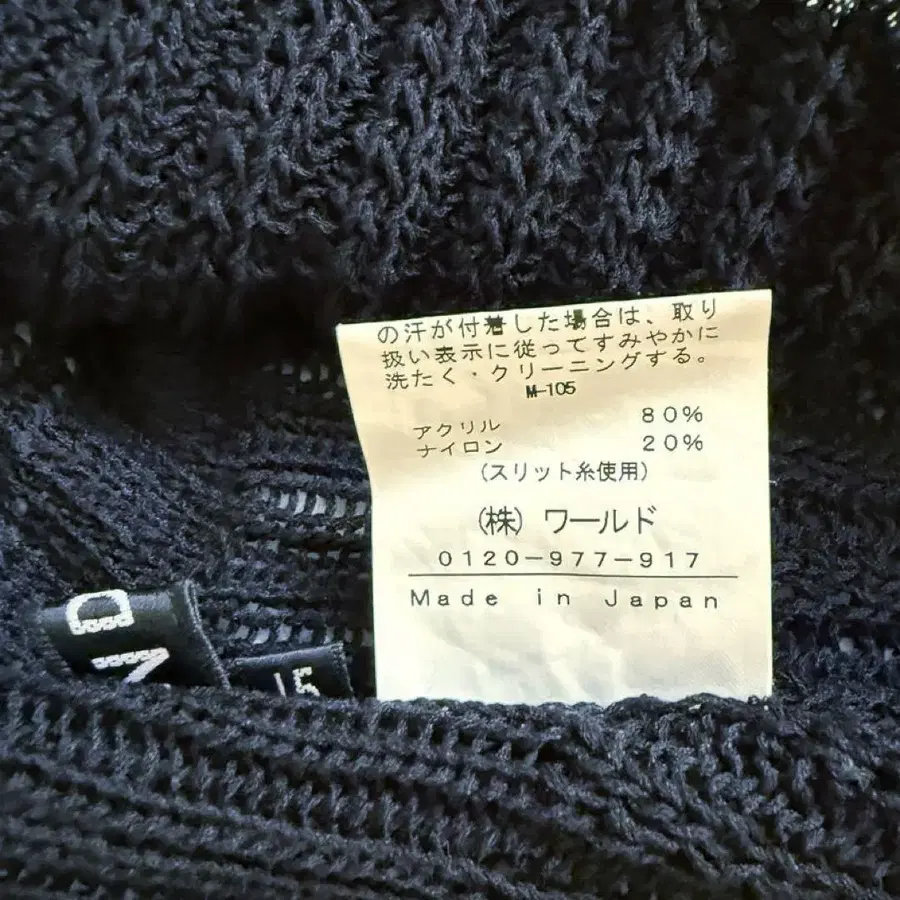 の汗が付着した場合は、取り
扱い表示に従ってすみやかに
洗たく・クリーニングする。
M-105
アクリル 80%
ナイロン 20%
(スリット糸使用)
(株) ワールド
0120-977-917
Made in Japan